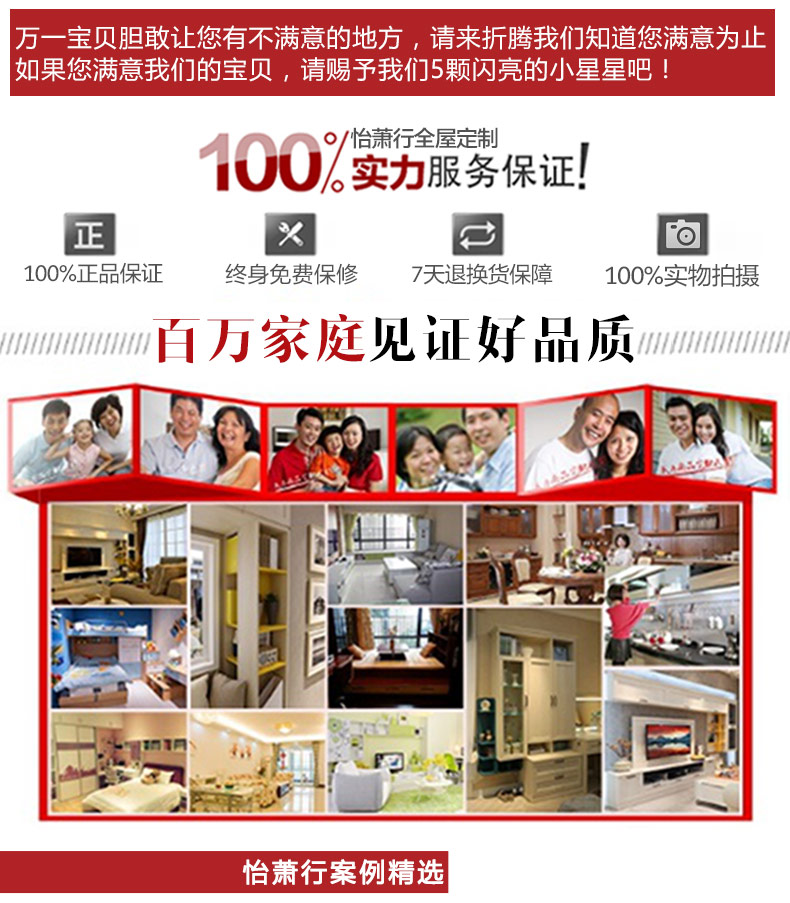 万一宝贝胆敢让您有不满意的地方，请来折腾我们知道您满意为止
如果您满意我们的宝贝，请赐予我们5颗闪亮的小星星吧！
怡萧行全屋定制
100%实力服务保证!
100%正品保证
终身免费保修
7天退换货保障
100%实物拍摄
百万家庭见证好品质
怡萧行案例精选